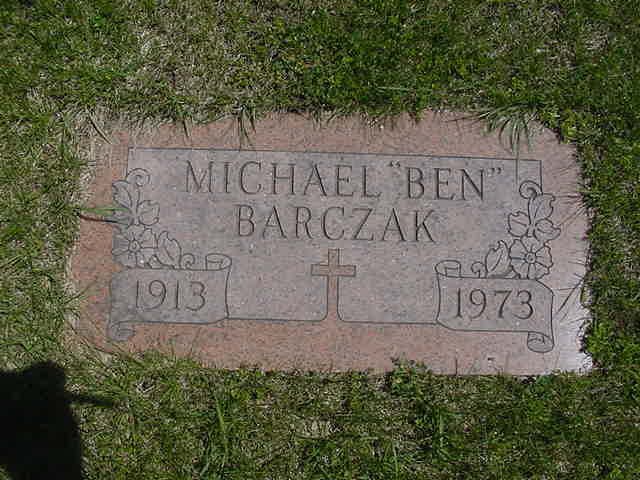 MICHAEL "BEN"
BARCZAK
1913
1973